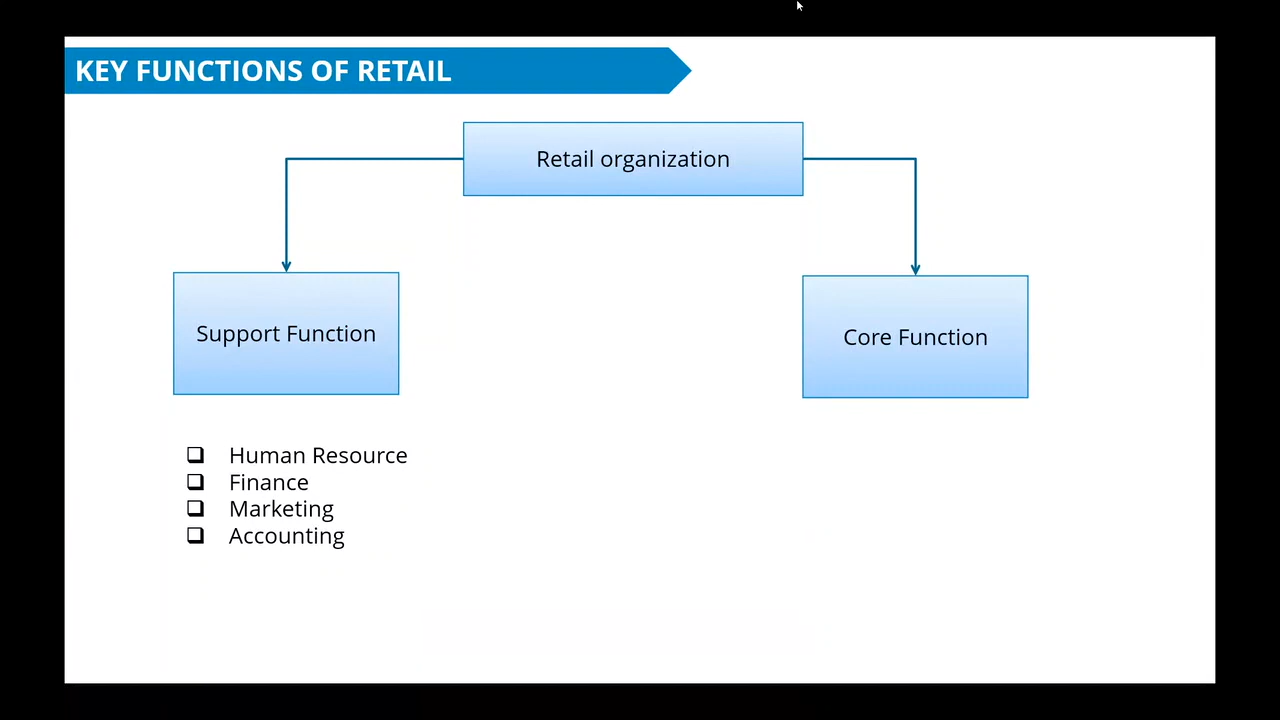 KEY FUNCTIONS OF RETAIL
Retail organization
Support Function
Core Function
Human Resource
Finance
Marketing
Accounting